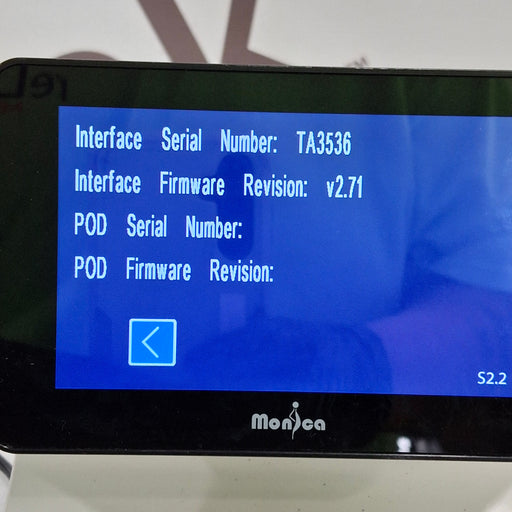 Interface Serial Number: TA3536
Interface Firmware Revision: v2.71
POD Serial Number:
POD Firmware Revision:
S2.2
Monica